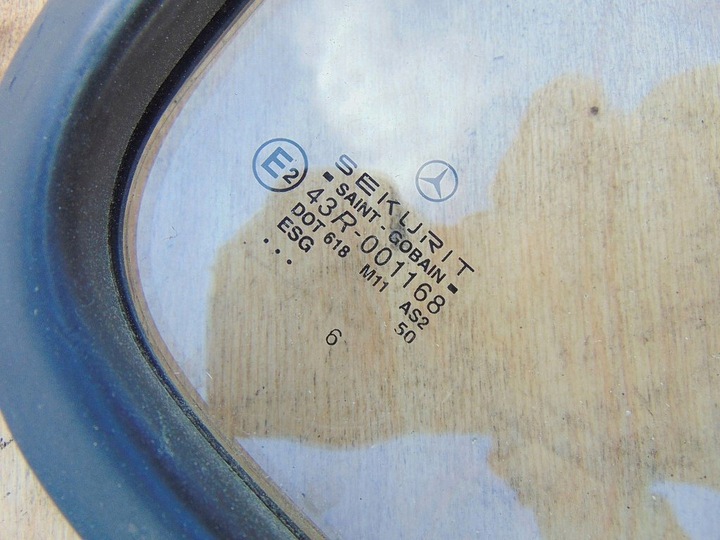 E2
SEKURIT
SAINT-GOBAIN
43R-001168
DOT 618 M11 AS2
ESG 50
...
6